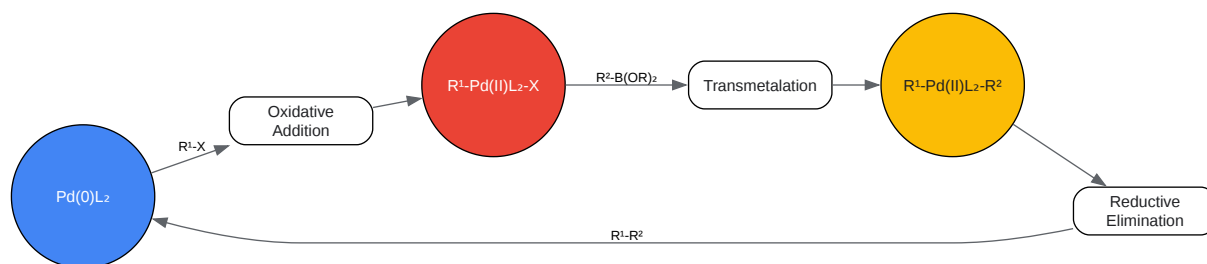 Pd(0)L₂
R¹-X
Oxidative
Addition
R¹-Pd(II)L₂-X
R²-B(OR)₂
Transmetalation
R¹-Pd(II)L₂-R²
Reductive
Elimination
R¹-R²